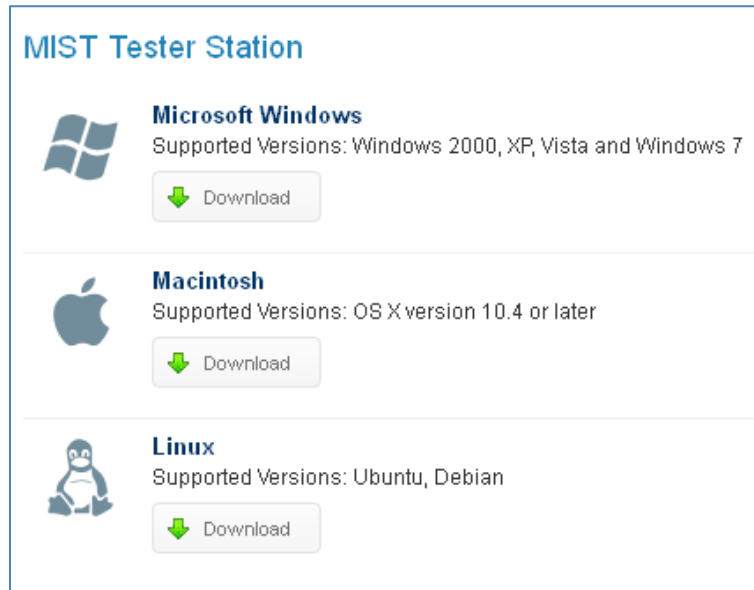 MIST Tester Station
Microsoft Windows
Supported Versions: Windows 2000, XP, Vista and Windows 7
Download
Macintosh
Supported Versions: OS X version 10.4 or later
Download
Linux
Supported Versions: Ubuntu, Debian
Download